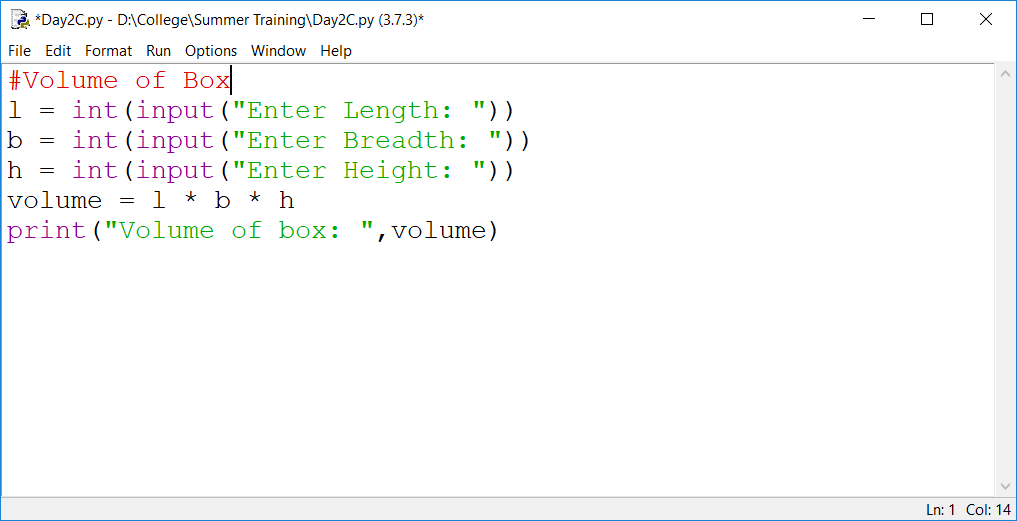 *Day2C.py - D:\College\Summer Training\Day2C.py (3.7.3)*
File Edit Format Run Options Window Help
#Volume of Box
l = int(input("Enter Length: "))
b = int(input("Enter Breadth: "))
h = int(input("Enter Height: "))
volume = l * b * h
print("Volume of box: ",volume)
Ln: 1 Col: 14